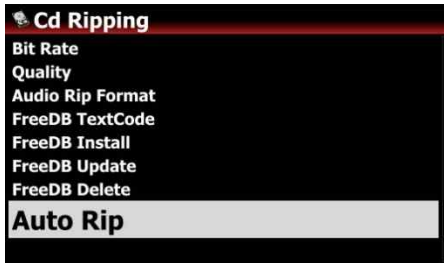 Cd Ripping
Bit Rate
Quality
Audio Rip Format
FreeDB TextCode
FreeDB Install
FreeDB Update
FreeDB Delete
Auto Rip